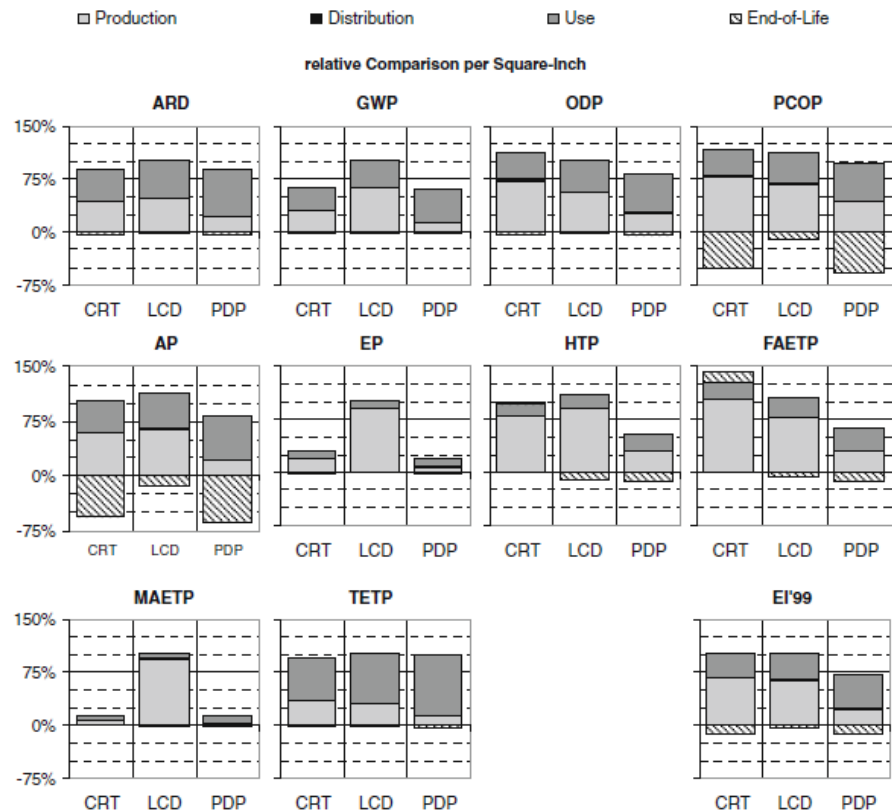 Production Distribution Use End-of-Life
relative Comparison per Square-Inch
ARD GWP ODP PCOP
150%
75%
0%
-75%
CRT LCD PDP CRT LCD PDP CRT LCD PDP CRT LCD PDP
AP EP HTP FAETP
150%
75%
0%
-75%
CRT LCD PDP CRT LCD PDP CRT LCD PDP CRT LCD PDP
MAETP TETP EI'99
150%
75%
0%
-75%
CRT LCD PDP CRT LCD PDP CRT LCD PDP